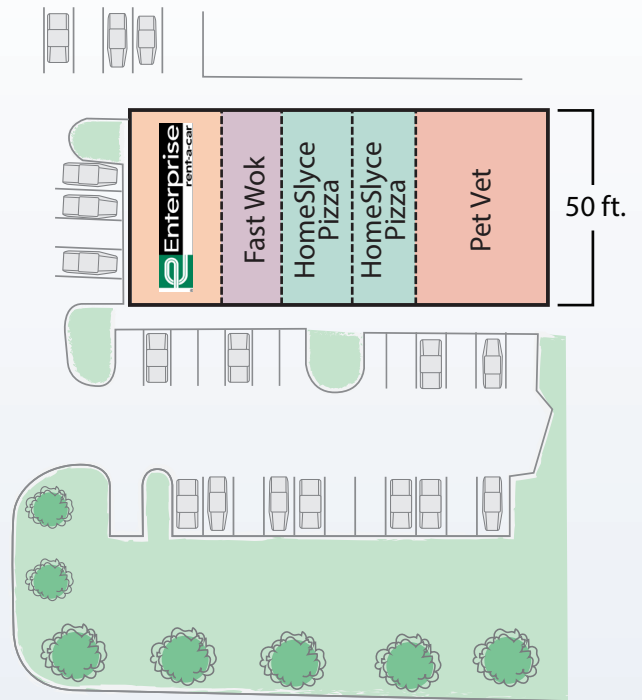 e Enterprise
rent-a-car
Fast Wok
HomeSlyce
Pizza
HomeSlyce
Pizza
Pet Vet
50 ft.